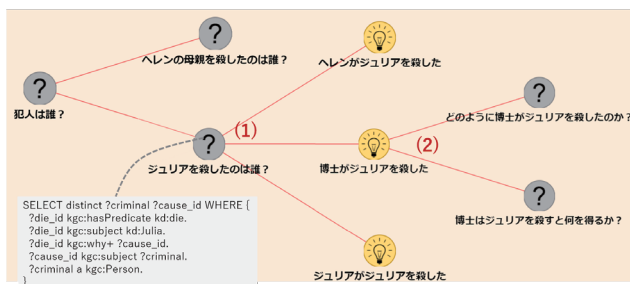 ?
ヘレンの母親を殺したのは誰？
ヘレンがジュリアを殺した
?
犯人は誰？
?
どのように博士がジュリアを殺したのか？
(1)
?
ジュリアを殺したのは誰？
博士がジュリアを殺した
(2)
?
博士はジュリアを殺すと何を得るか？
ジュリアがジュリアを殺した
SELECT distinct ?criminal ?cause_id WHERE {
?die_id kgc:hasPredicate kd:die.
?die_id kgc:subject kd:Julia.
?die_id kgc:why+ ?cause_id.
?cause_id kgc:subject ?criminal.
?criminal a kgc:Person.
}